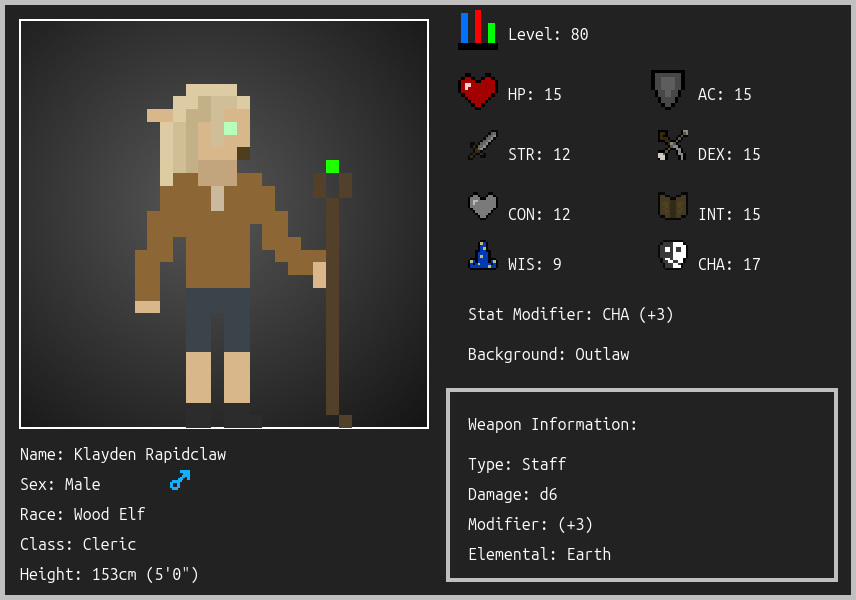 Level: 80
HP: 15
AC: 15
STR: 12
DEX: 15
CON: 12
INT: 15
WIS: 9
CHA: 17
Stat Modifier: CHA (+3)
Background: Outlaw
Weapon Information:
Type: Staff
Damage: d6
Modifier: (+3)
Elemental: Earth
Name: Klayden Rapidclaw
Sex: Male
Race: Wood Elf
Class: Cleric
Height: 153cm (5'0")